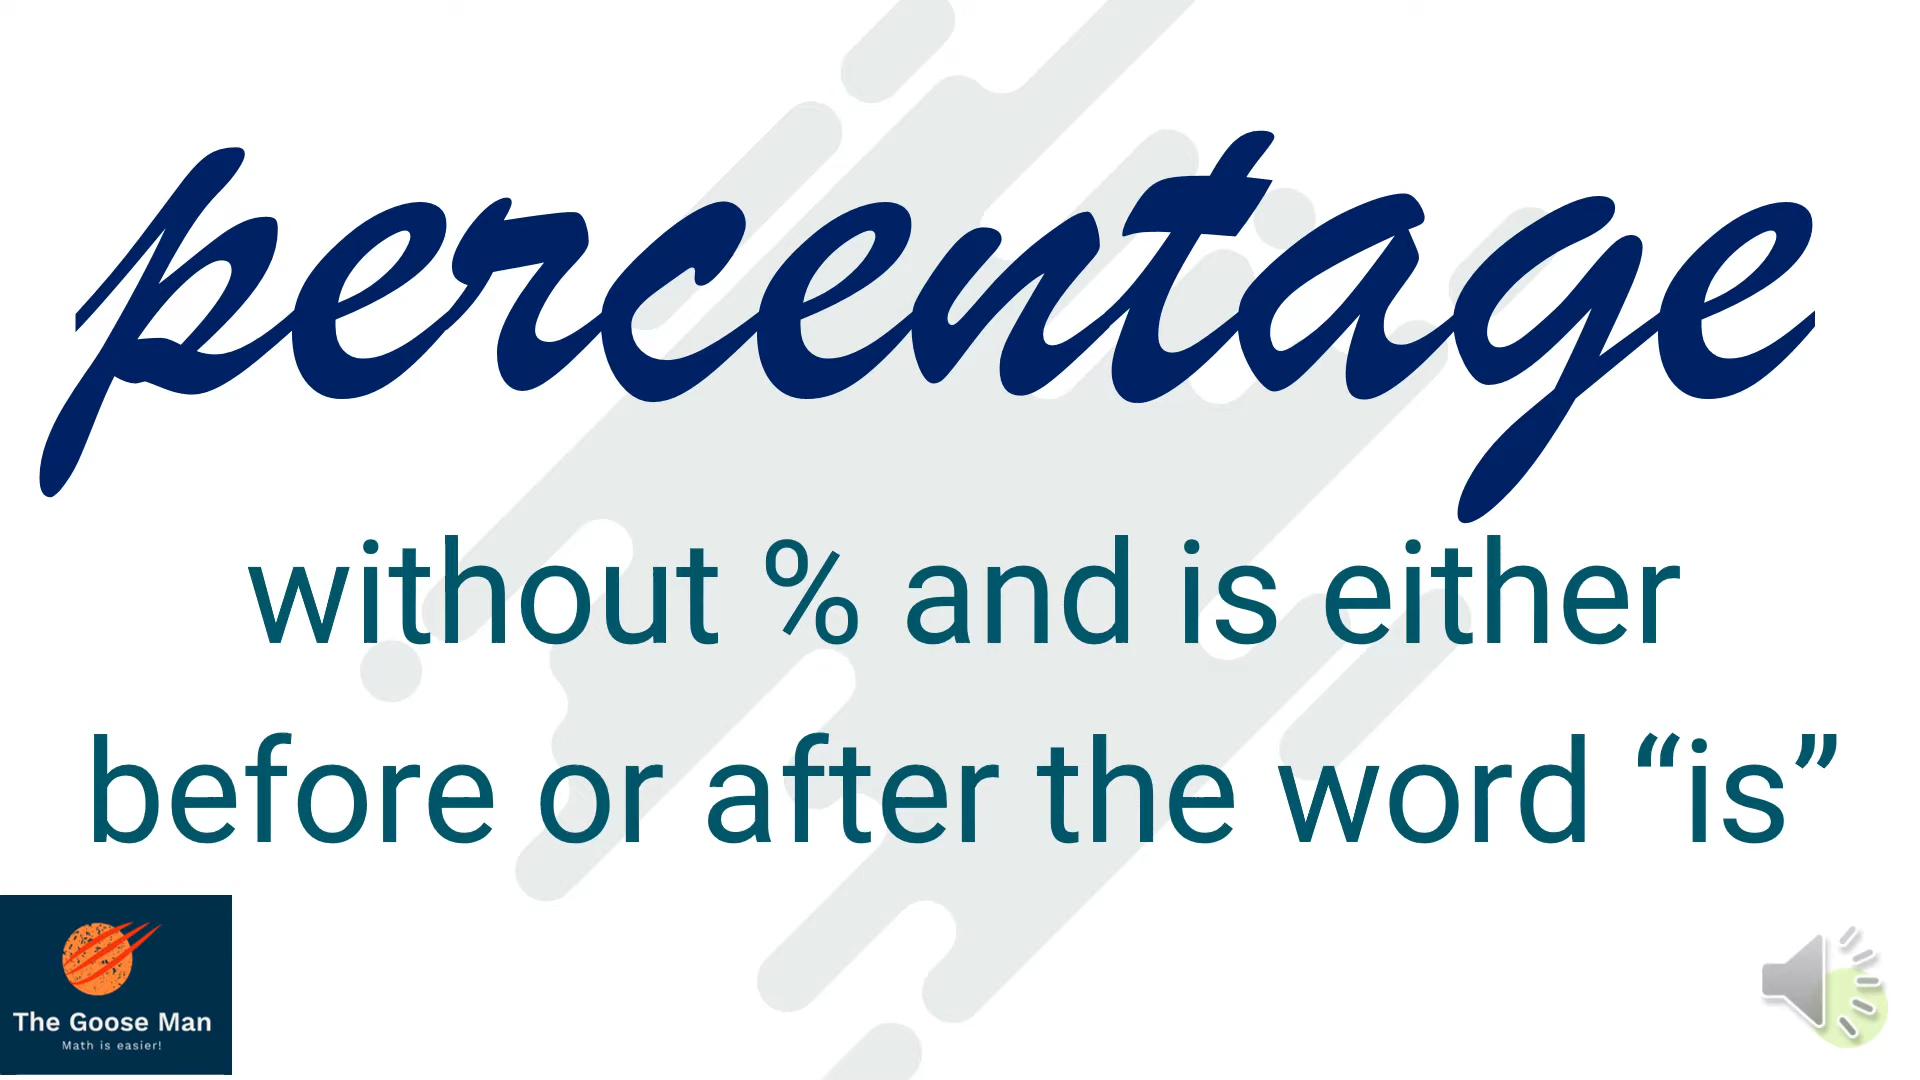 percentage
without % and is either
before or after the word “is”
The Goose Man
Math is easier!